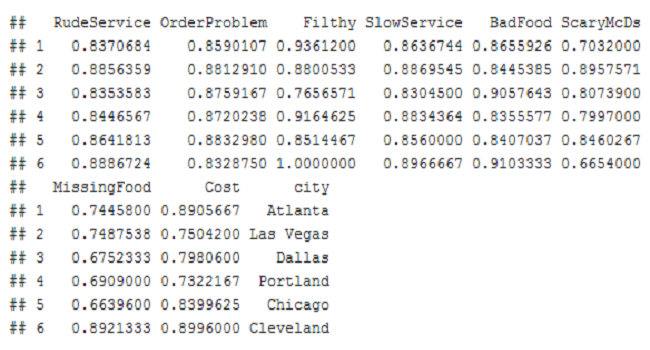 ##   RudeService OrderProblem    Filthy SlowService   BadFood ScaryMcDs
## 1   0.8370684    0.8590107 0.9361200   0.8636744 0.8655926 0.7032000
## 2   0.8856359    0.8812910 0.8800533   0.8869545 0.8445385 0.8957571
## 3   0.8353583    0.8759167 0.7656571   0.8304500 0.9057643 0.8073900
## 4   0.8446567    0.8720238 0.9164625   0.8834364 0.8355577 0.7997000
## 5   0.8641813    0.8832980 0.8514467   0.8560000 0.8407037 0.8460267
## 6   0.8886724    0.8328750 1.0000000   0.8966667 0.9103333 0.6654000
##   MissingFood      Cost      city
## 1   0.7445800 0.8905667   Atlanta
## 2   0.7487538 0.7504200 Las Vegas
## 3   0.6752333 0.7980600    Dallas
## 4   0.6909000 0.7322167  Portland
## 5   0.6639600 0.8399625   Chicago
## 6   0.8921333 0.8996000 Cleveland